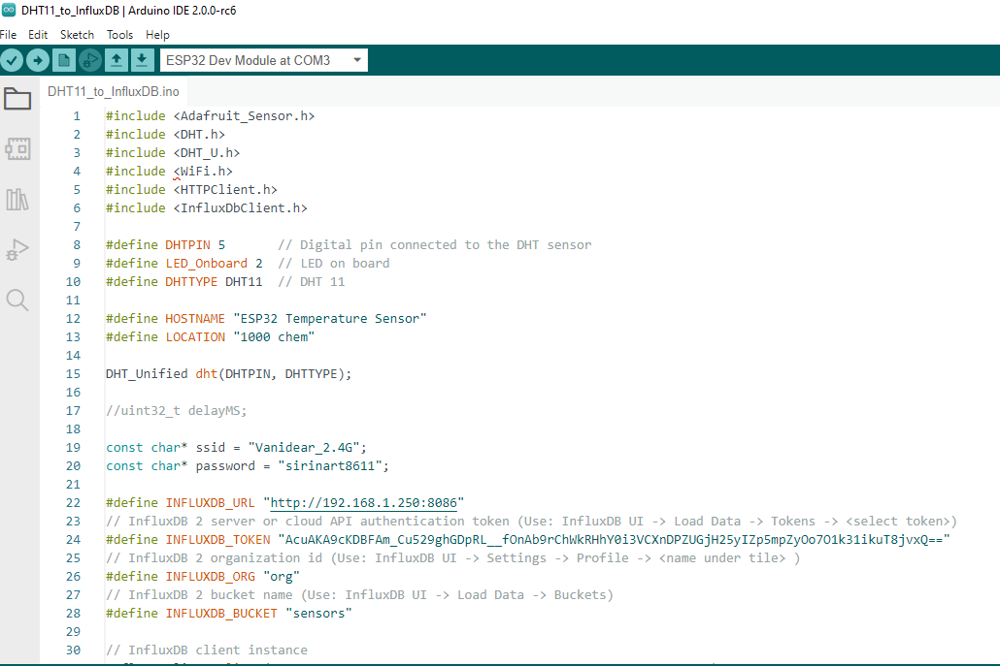 DHT11_to_InfluxDB | Arduino IDE 2.0.0-rc6
File Edit Sketch Tools Help
ESP32 Dev Module at COM3
DHT11_to_InfluxDB.ino
1 #include <Adafruit_Sensor.h>
2 #include <DHT.h>
3 #include <DHT_U.h>
4 #include <WiFi.h>
5 #include <HTTPClient.h>
6 #include <InfluxDbClient.h>
7
8 #define DHTPIN 5 // Digital pin connected to the DHT sensor
9 #define LED_Onboard 2 // LED on board
10 #define DHTTYPE DHT11 // DHT 11
11
12 #define HOSTNAME "ESP32 Temperature Sensor"
13 #define LOCATION "1000 chem"
14
15 DHT_Unified dht(DHTPIN, DHTTYPE);
16
17 //uint32_t delayMS;
18
19 const char* ssid = "Vanidear_2.4G";
20 const char* password = "sirinart8611";
21
22 #define INFLUXDB_URL "http://192.168.1.250:8086"
23 // InfluxDB 2 server or cloud API authentication token (Use: InfluxDB UI -> Load Data -> Tokens -> <select token>)
24 #define INFLUXDB_TOKEN "AcuAKA9cKDBFAm_Cu529ghGDpRL__fOnAb9rChWkRHhY0i3VCXnDPZUGjH25yIZp5mpZyOo7O1k31ikuT8jvxQ=="
25 // InfluxDB 2 organization id (Use: InfluxDB UI -> Settings -> Profile -> <name under tile> )
26 #define INFLUXDB_ORG "org"
27 // InfluxDB 2 bucket name (Use: InfluxDB UI -> Load Data -> Buckets)
28 #define INFLUXDB_BUCKET "sensors"
29
30 // InfluxDB client instance